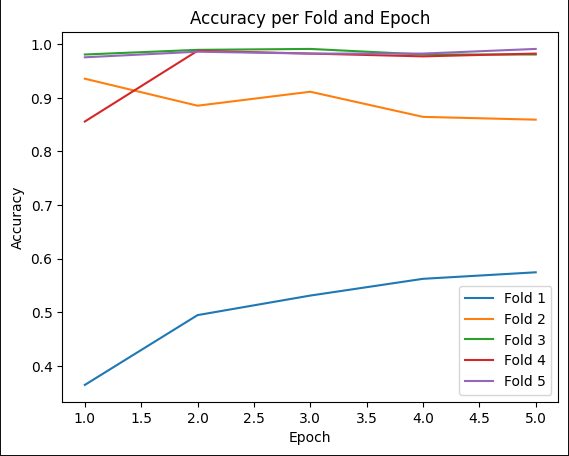 Accuracy per Fold and Epoch
Accuracy
1.0
0.9
0.8
0.7
0.6
0.5
0.4
Fold 1
Fold 2
Fold 3
Fold 4
Fold 5
1.0 1.5 2.0 2.5 3.0 3.5 4.0 4.5 5.0
Epoch